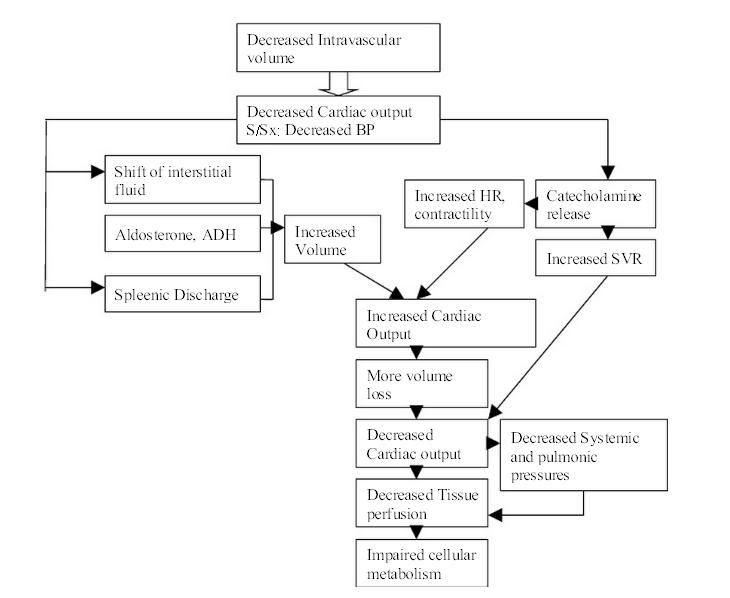 Decreased Intravascular
volume
Decreased Cardiac output
S/Sx: Decreased BP
Shift of interstitial
fluid
Aldosterone, ADH
Spleenic Discharge
Increased
Volume
Increased HR,
contractility
Catecholamine
release
Increased SVR
Increased Cardiac
Output
More volume
loss
Decreased
Cardiac output
Decreased Systemic
and pulmonic
pressures
Decreased Tissue
perfusion
Impaired cellular
metabolism